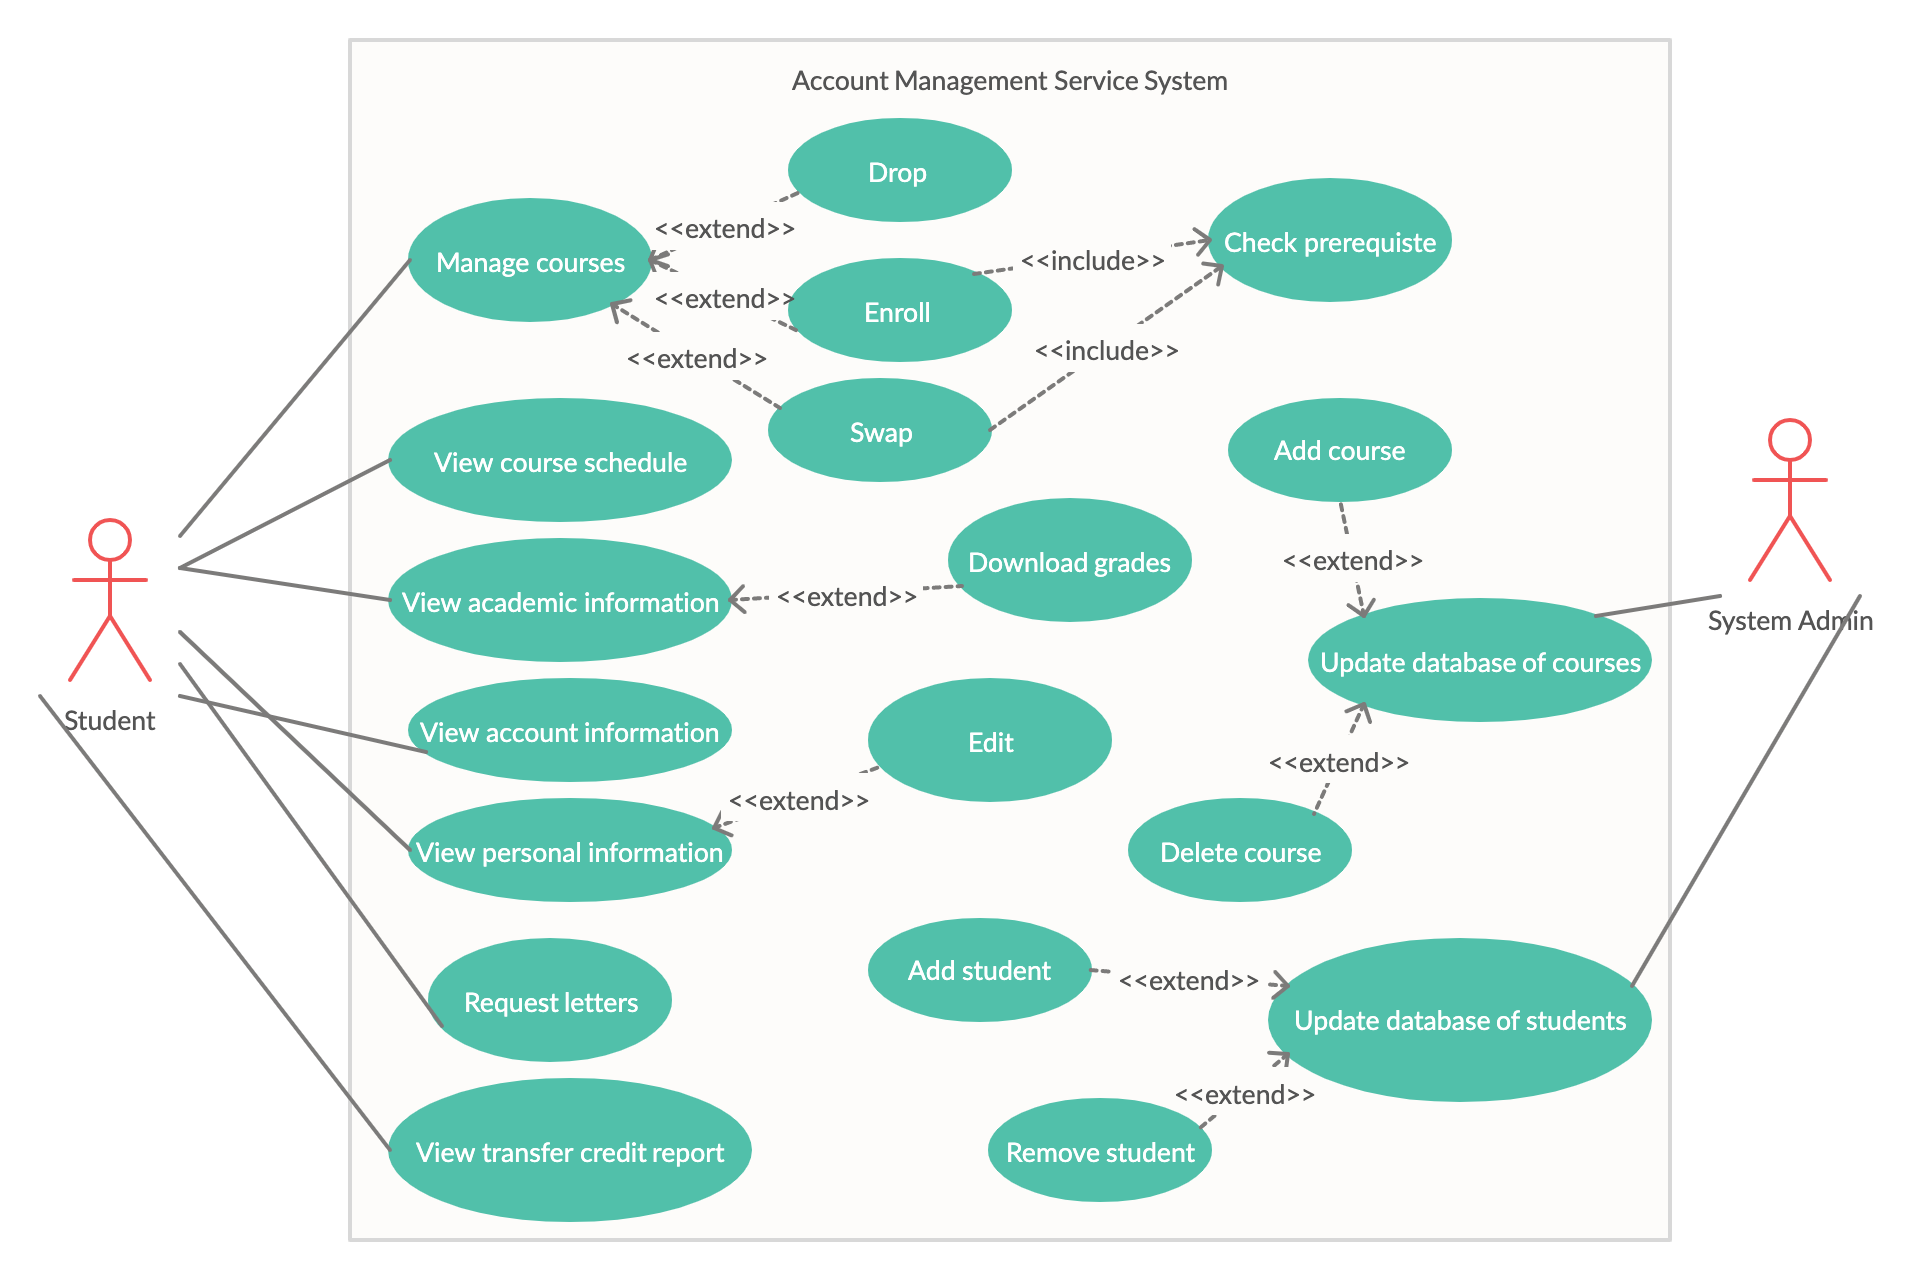 Account Management Service System
Drop
<<extend>>
Manage courses
Check prerequiste
<<include>>
<<extend>>
Enroll
<<include>>
<<extend>>
Swap
View course schedule
Add course
<<extend>>
Download grades
View academic information
<<extend>>
System Admin
Update database of courses
Student
View account information
Edit
<<extend>>
<<extend>>
View personal information
Delete course
Add student
<<extend>>
Request letters
Update database of students
<<extend>>
View transfer credit report
Remove student